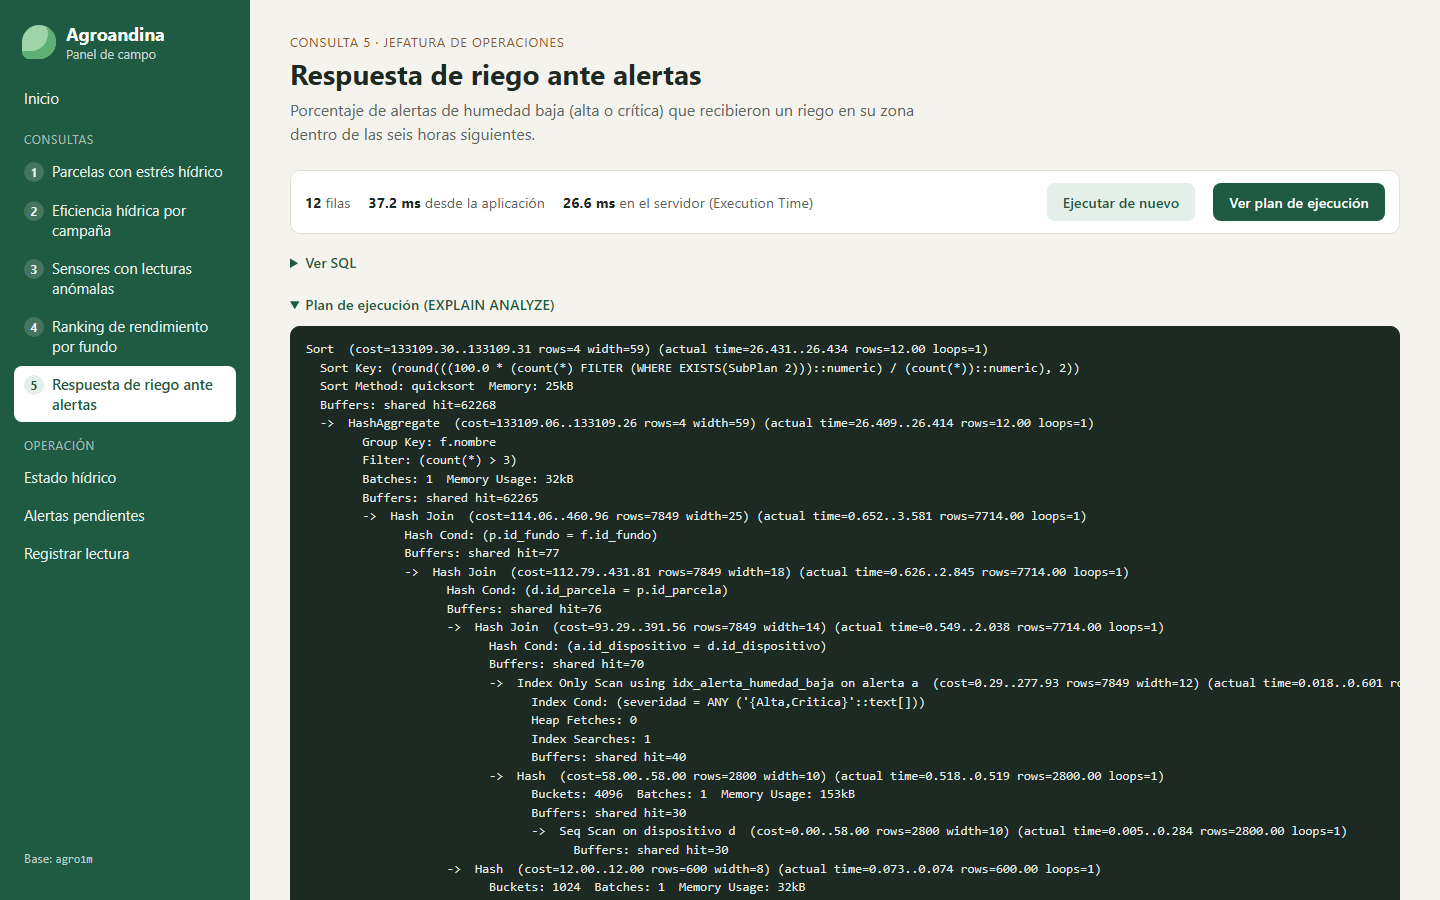 Agroandina
Panel de campo
Inicio
CONSULTAS
1 Parcelas con estrés hídrico
2 Eficiencia hídrica por
campaña
3 Sensores con lecturas
anómalas
4 Ranking de rendimiento
por fundo
5 Respuesta de riego ante
alertas
OPERACIÓN
Estado hídrico
Alertas pendientes
Registrar lectura
Base: agro1m
CONSULTA 5 · JEFATURA DE OPERACIONES
Respuesta de riego ante alertas
Porcentaje de alertas de humedad baja (alta o crítica) que recibieron un riego en su zona
dentro de las seis horas siguientes.
12 filas 37.2 ms desde la aplicación 26.6 ms en el servidor (Execution Time)
Ejecutar de nuevo
Ver plan de ejecución
▶ Ver SQL
▼ Plan de ejecución (EXPLAIN ANALYZE)
Sort (cost=133109.30..133109.31 rows=4 width=59) (actual time=26.431..26.434 rows=12.00 loops=1)
Sort Key: (round(((100.0 * (count(*) FILTER (WHERE EXISTS(SubPlan 2)))::numeric) / (count(*))::numeric), 2))
Sort Method: quicksort Memory: 25kB
Buffers: shared hit=62268
-> HashAggregate (cost=133109.06..133109.26 rows=4 width=59) (actual time=26.409..26.414 rows=12.00 loops=1)
Group Key: f.nombre
Filter: (count(*) > 3)
Batches: 1 Memory Usage: 32kB
Buffers: shared hit=62265
-> Hash Join (cost=114.06..460.96 rows=7849 width=25) (actual time=0.652..3.581 rows=7714.00 loops=1)
Hash Cond: (p.id_fundo = f.id_fundo)
Buffers: shared hit=77
-> Hash Join (cost=112.79..431.81 rows=7849 width=18) (actual time=0.626..2.845 rows=7714.00 loops=1)
Hash Cond: (d.id_parcela = p.id_parcela)
Buffers: shared hit=76
-> Hash Join (cost=93.29..391.56 rows=7849 width=14) (actual time=0.549..2.038 rows=7714.00 loops=1)
Hash Cond: (a.id_dispositivo = d.id_dispositivo)
Buffers: shared hit=70
-> Index Only Scan using idx_alerta_humedad_baja on alerta a (cost=0.29..277.93 rows=7849 width=12) (actual time=0.018..0.601 ro
Index Cond: (severidad = ANY ('{Alta,Critica}'::text[]))
Heap Fetches: 0
Index Searches: 1
Buffers: shared hit=40
-> Hash (cost=58.00..58.00 rows=2800 width=10) (actual time=0.518..0.519 rows=2800.00 loops=1)
Buckets: 4096 Batches: 1 Memory Usage: 153kB
Buffers: shared hit=30
-> Seq Scan on dispositivo d (cost=0.00..58.00 rows=2800 width=10) (actual time=0.005..0.284 rows=2800.00 loops=1)
Buffers: shared hit=30
-> Hash (cost=12.00..12.00 rows=600 width=8) (actual time=0.073..0.074 rows=600.00 loops=1)
Buckets: 1024 Batches: 1 Memory Usage: 32kB